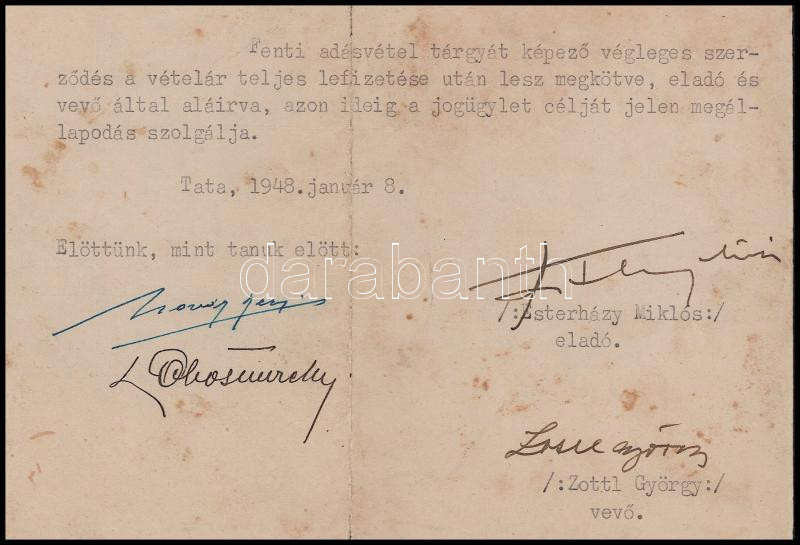 Fenti adásvétel tárgyát képező végleges szer-
ződés a vételár teljes lefizetése után lesz megkötve, eladó és
vevő által aláirva, azon ideig a jogügylet célját jelen megál-
lapodás szolgálja.
Tata, 1948.január 8.
Előttünk, mint tanuk előtt:
darabanth.com
/:Esterházy Miklós:/
eladó.
/:Zottl György:/
vevő.